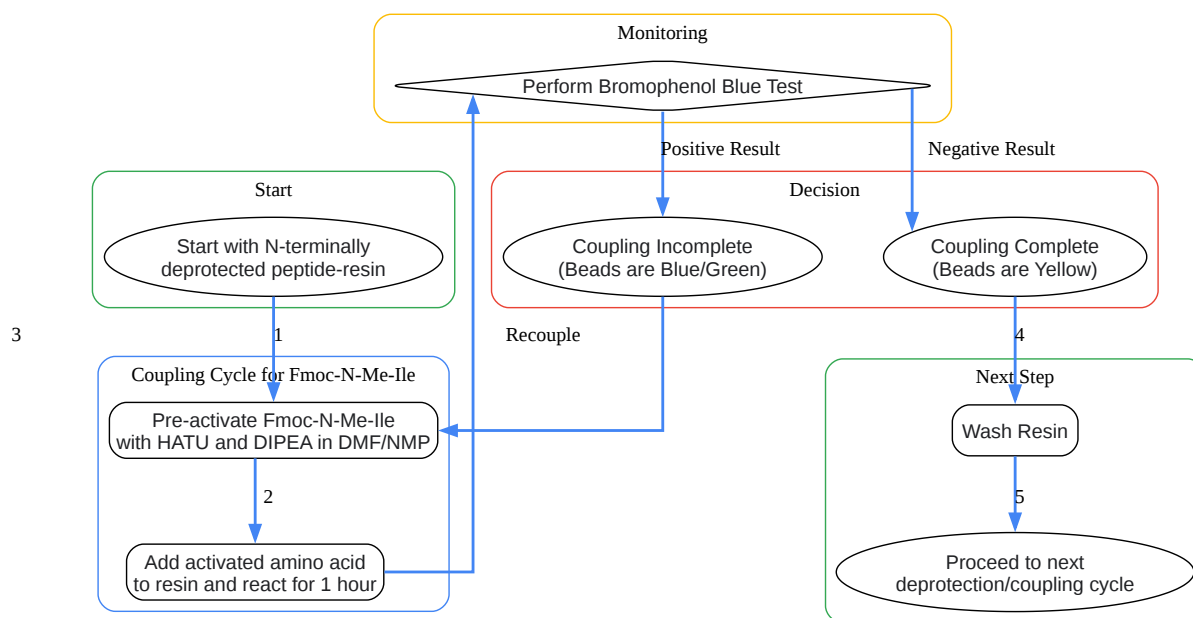 Monitoring
Perform Bromophenol Blue Test
Positive Result
Negative Result
Start
Decision
Start with N-terminally
deprotected peptide-resin
Coupling Incomplete
(Beads are Blue/Green)
Coupling Complete
(Beads are Yellow)
3
1
Recouple
4
Coupling Cycle for Fmoc-N-Me-Ile
Next Step
Pre-activate Fmoc-N-Me-Ile
with HATU and DIPEA in DMF/NMP
Wash Resin
2
5
Add activated amino acid
to resin and react for 1 hour
Proceed to next
deprotection/coupling cycle